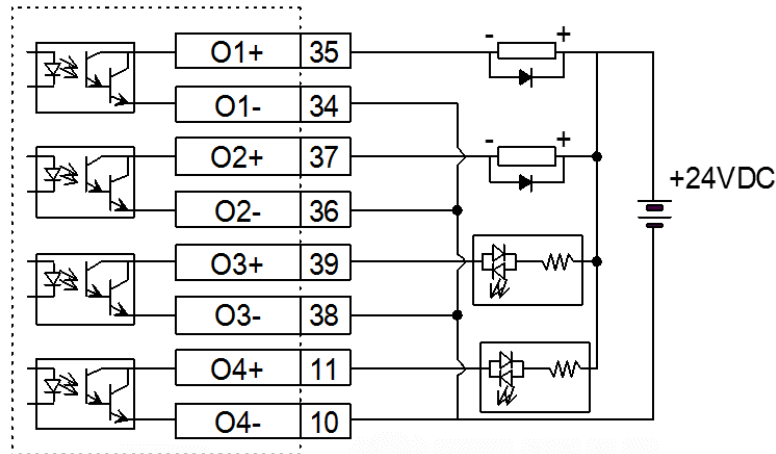 O1+ 35 - +
O1- 34
O2+ 37 - +
+24VDC
O2- 36
O3+ 39
O3- 38
O4+ 11
O4- 10